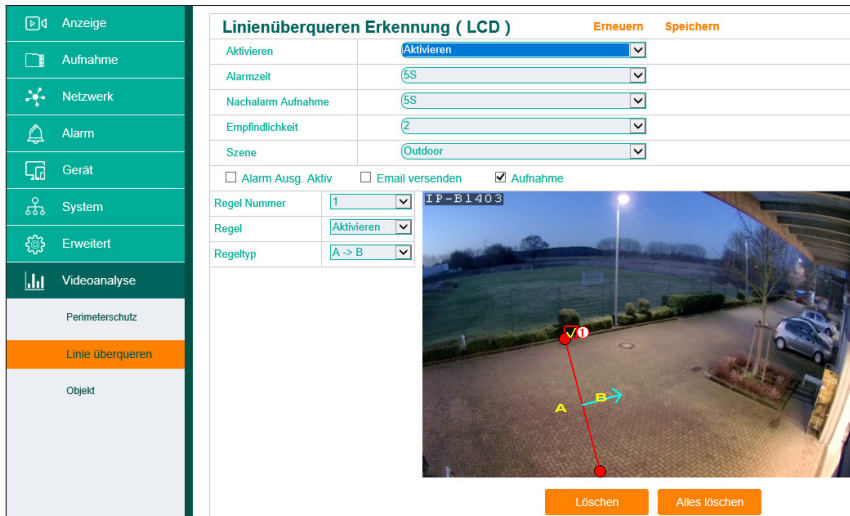 Anzeige
Aufnahme
Netzwerk
Alarm
Gerät
System
Erweitert
Videoanalyse
Perimeterschutz
Linie überqueren
Objekt
Linienüberqueren Erkennung ( LCD )
Erneuern Speichern
Aktivieren Aktivieren
Alarmzeit 5S
Nachalarm Aufnahme 5S
Empfindlichkeit 2
Szene Outdoor
Alarm Ausg. Aktiv Email versenden Aufnahme
Regel Nummer 1
Regel Aktivieren
Regeltyp A -> B
IP-B1403
1
A B
Löschen Alles löschen